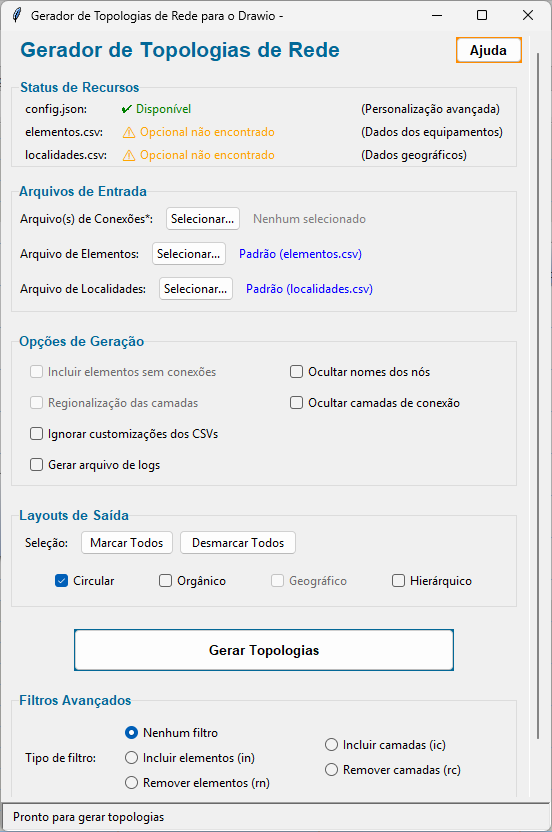 Gerador de Topologias de Rede para o Drawio -
Gerador de Topologias de Rede
Ajuda
Status de Recursos
config.json: ✔ Disponível (Personalização avançada)
elementos.csv: ⚠ Opcional não encontrado (Dados dos equipamentos)
localidades.csv: ⚠ Opcional não encontrado (Dados geográficos)
Arquivos de Entrada
Arquivo(s) de Conexões*: Selecionar... Nenhum selecionado
Arquivo de Elementos: Selecionar... Padrão (elementos.csv)
Arquivo de Localidades: Selecionar... Padrão (localidades.csv)
Opções de Geração
Incluir elementos sem conexões Ocultar nomes dos nós
Regionalização das camadas Ocultar camadas de conexão
Ignorar customizações dos CSVs
Gerar arquivo de logs
Layouts de Saída
Seleção: Marcar Todos Desmarcar Todos
Circular Orgânico Geográfico Hierárquico
Gerar Topologias
Filtros Avançados
Tipo de filtro:
Nenhum filtro
Incluir elementos (in)
Remover elementos (rn)
Incluir camadas (ic)
Remover camadas (rc)
Pronto para gerar topologias